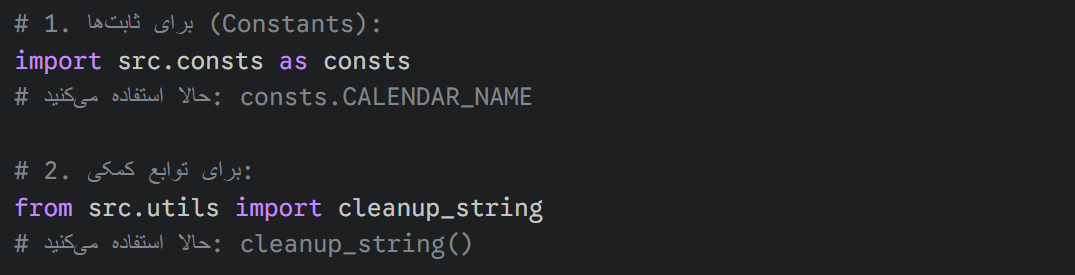 # 1. برای ثابت‌ها (Constants):
import src.consts as consts
# حالا استفاده می‌کنید: consts.CALENDAR_NAME
# 2. برای توابع کمکی:
from src.utils import cleanup_string
# حالا استفاده می‌کنید: cleanup_string()